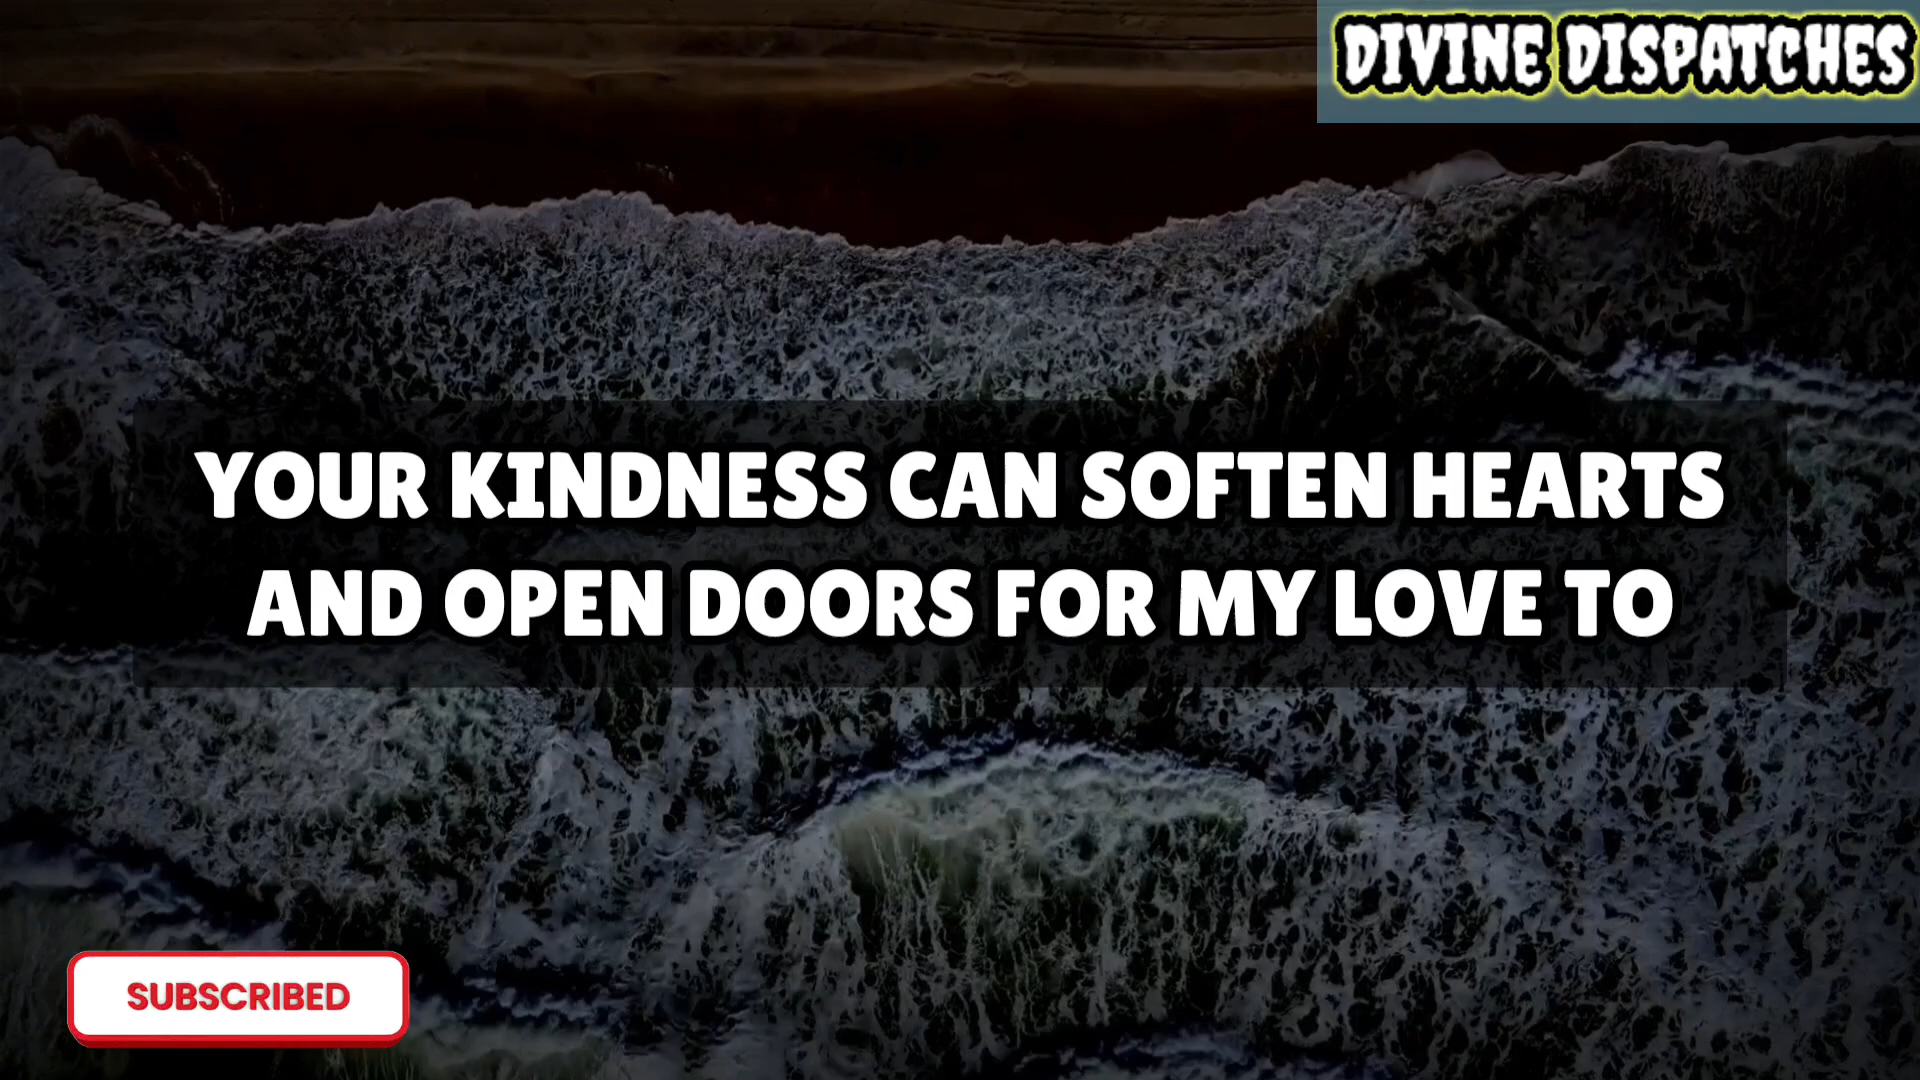 DIVINE DISPATCHES
YOUR KINDNESS CAN SOFTEN HEARTS
AND OPEN DOORS FOR MY LOVE TO
SUBSCRIBED